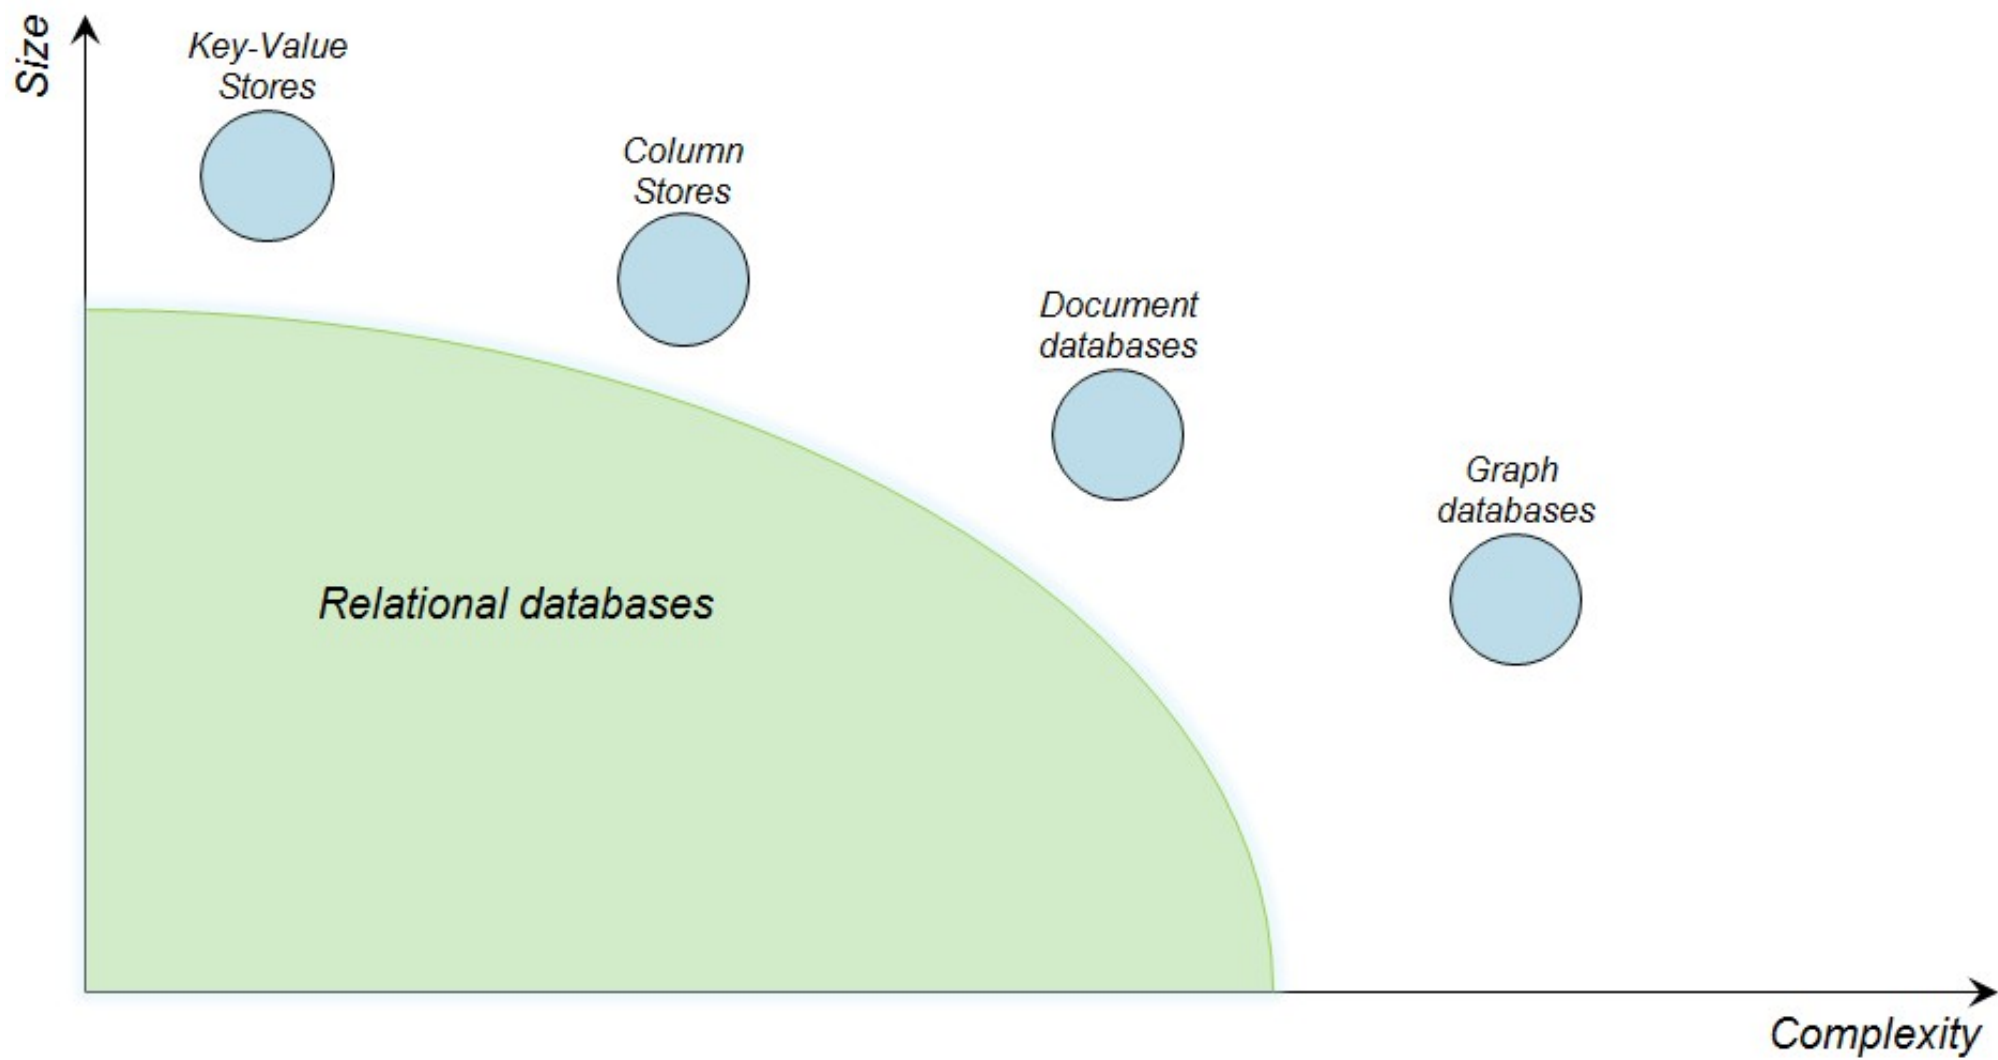 Size
Key-Value
Stores
Column
Stores
Document
databases
Graph
databases
Relational databases
Complexity